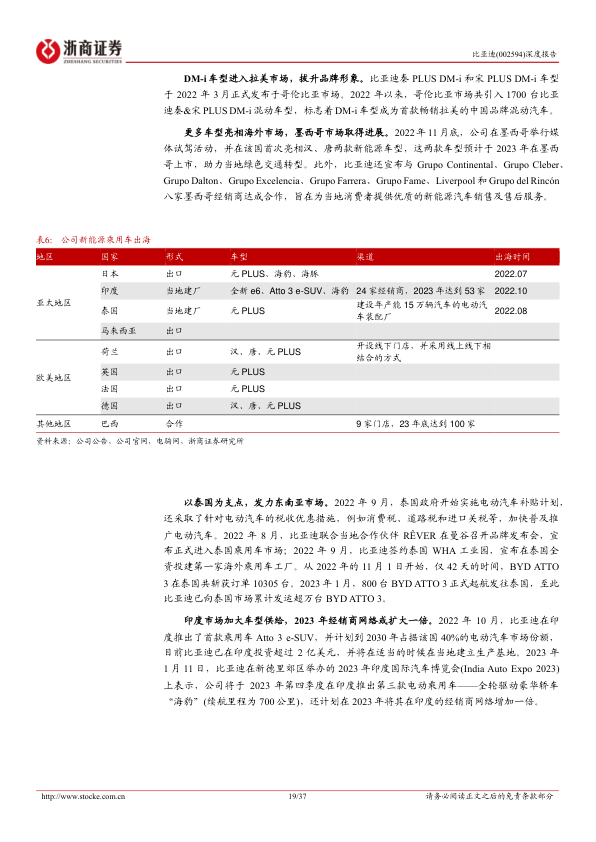 浙商证券
ZHESHANG SECURITIES
比亚迪(002594)深度报告
DM-i 车型进入拉美市场，拔升品牌形象。比亚迪秦 PLUS DM-i 和宋 PLUS DM-i 车型
于 2022 年 3 月正式发布于哥伦比亚市场。2022 年以来，哥伦比亚市场共引入 1700 台比亚
迪秦&宋 PLUS DM-i 混动车型，标志着 DM-i 车型成为首款畅销拉美的中国品牌混动汽车。
更多车型亮相海外市场，墨西哥市场取得进展。2022 年 11 月底，公司在墨西哥举行媒
体试驾活动，并在该国首次亮相汉、唐两款新能源车型，这两款车型预计于 2023 年在墨西
哥上市，助力当地绿色交通转型。此外，比亚迪还宣布与 Grupo Continental、Grupo Cleber、
Grupo Dalton、Grupo Excelencia、Grupo Farrera、Grupo Fame、Liverpool 和 Grupo del Rincón
八家墨西哥经销商达成合作，旨在为当地消费者提供优质的新能源汽车销售及售后服务。
表6： 公司新能源乘用车出海
地区 国家 形式 车型 渠道 出海时间
日本 出口 元 PLUS、海豹、海豚 2022.07
亚太地区 印度 当地建厂 全新 e6、Atto 3 e-SUV、海豹 24 家经销商，2023 年达到 53 家 2022.10
泰国 当地建厂 元 PLUS 建设年产能 15 万辆汽车的电动汽 2022.08
车装配厂
马来西亚 出口
荷兰 出口 汉、唐、元 PLUS 开设线下门店，并采用线上线下相
结合的方式
欧美地区 英国 出口 元 PLUS
法国 出口 元 PLUS
德国 出口 汉、唐、元 PLUS
其他地区 巴西 合作 9 家门店，23 年底达到 100 家
资料来源：公司公告、公司官网、电骑网、浙商证券研究所
以泰国为支点，发力东南亚市场。2022 年 9 月，泰国政府开始实施电动汽车补贴计划，
还采取了针对电动汽车的税收优惠措施，例如消费税、道路税和进口关税等，加快普及推
广电动汽车。2022 年 8 月，比亚迪联合当地合作伙伴 RÊVER 在曼谷召开品牌发布会，宣
布正式进入泰国乘用车市场；2022 年 9 月，比亚迪签约泰国 WHA 工业园，宣布在泰国全
资投建第一家海外乘用车工厂。从 2022 年的 11 月 1 日开始，仅 42 天的时间，BYD ATTO
3 在泰国共斩获订单 10305 台。2023 年 1 月，800 台 BYD ATTO 3 正式起航发往泰国，至此
比亚迪已向泰国市场累计发运超万台 BYD ATTO 3。
印度市场加大车型供给，2023 年经销商网络或扩大一倍。2022 年 10 月，比亚迪在印
度推出了首款乘用车 Atto 3 e-SUV，并计划到 2030 年占据该国 40%的电动汽车市场份额，
目前比亚迪已在印度投资超过 2 亿美元，并将在适当的时候在当地建立生产基地。2023 年
1 月 11 日，比亚迪在新德里郊区举办的 2023 年印度国际汽车博览会(India Auto Expo 2023)
上表示，公司将于 2023 年第四季度在印度推出第三款电动乘用车——全轮驱动豪华轿车
“海豹”(续航里程为 700 公里)，还计划在 2023 年将其在印度的经销商网络增加一倍。
http://www.stocke.com.cn
19/37
请务必阅读正文之后的免责条款部分